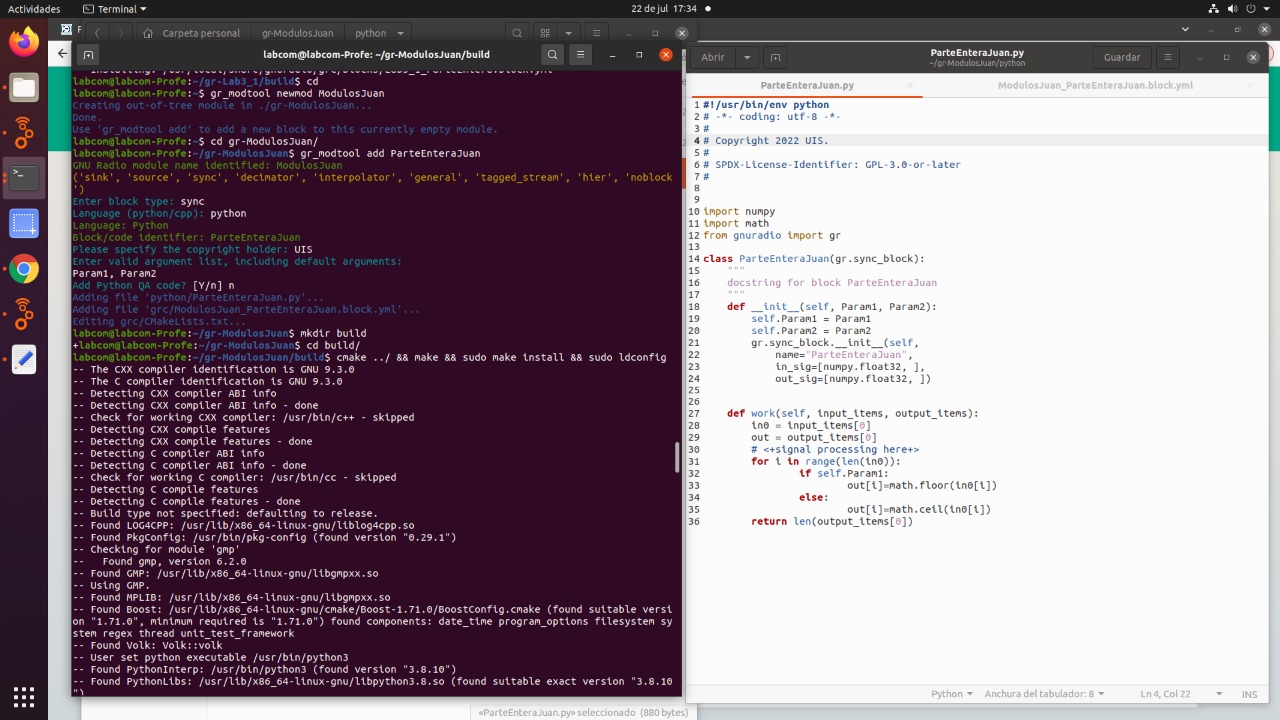 Actividades
Terminal
22 de jul 17:34
Carpeta personal
gr-ModulosJuan
python
labcom@labcom-Profe: ~/gr-ModulosJuan/build
labcom@labcom-Profe:~/gr-Lab3_1/build$ cd
labcom@labcom-Profe:~$ gr_modtool newmod ModulosJuan
Creating out-of-tree module in ./gr-ModulosJuan...
Done.
Use 'gr_modtool add' to add a new block to this currently empty module.
labcom@labcom-Profe:~$ cd gr-ModulosJuan/
labcom@labcom-Profe:~/gr-ModulosJuan$ gr_modtool add ParteEnteraJuan
GNU Radio module name identified: ModulosJuan
('sink', 'source', 'sync', 'decimator', 'interpolator', 'general', 'tagged_stream', 'hier', 'noblock
')
Enter block type: sync
Language (python/cpp): python
Language: Python
Block/code identifier: ParteEnteraJuan
Please specify the copyright holder: UIS
Enter valid argument list, including default arguments:
Param1, Param2
Add Python QA code? [Y/n] n
Adding file 'python/ParteEnteraJuan.py'...
Adding file 'grc/ModulosJuan_ParteEnteraJuan.block.yml'...
Editing grc/CMakeLists.txt...
labcom@labcom-Profe:~/gr-ModulosJuan$ mkdir build
+labcom@labcom-Profe:~/gr-ModulosJuan$ cd build/
labcom@labcom-Profe:~/gr-ModulosJuan/build$ cmake ../ && make && sudo make install && sudo ldconfig
-- The CXX compiler identification is GNU 9.3.0
-- The C compiler identification is GNU 9.3.0
-- Detecting CXX compiler ABI info
-- Detecting CXX compiler ABI info - done
-- Check for working CXX compiler: /usr/bin/c++ - skipped
-- Detecting CXX compile features
-- Detecting CXX compile features - done
-- Detecting C compiler ABI info
-- Detecting C compiler ABI info - done
-- Check for working C compiler: /usr/bin/cc - skipped
-- Detecting C compile features
-- Detecting C compile features - done
-- Build type not specified: defaulting to release.
-- Found LOG4CPP: /usr/lib/x86_64-linux-gnu/liblog4cpp.so
-- Found PkgConfig: /usr/bin/pkg-config (found version "0.29.1")
-- Checking for module 'gmp'
--   Found gmp, version 6.2.0
-- Found GMP: /usr/lib/x86_64-linux-gnu/libgmpxx.so
-- Using GMP.
-- Found MPLIB: /usr/lib/x86_64-linux-gnu/libgmpxx.so
-- Found Boost: /usr/lib/x86_64-linux-gnu/cmake/Boost-1.71.0/BoostConfig.cmake (found suitable versi
on "1.71.0", minimum required is "1.71.0") found components: date_time program_options filesystem sy
stem regex thread unit_test_framework
-- Found Volk: Volk::volk
-- User set python executable /usr/bin/python3
-- Found PythonInterp: /usr/bin/python3 (found version "3.8.10")
-- Found PythonLibs: /usr/lib/x86_64-linux-gnu/libpython3.8.so (found suitable exact version "3.8.10
")
Abrir
ParteEnteraJuan.py
~/gr-ModulosJuan/python
Guardar
ParteEnteraJuan.py
ModulosJuan_ParteEnteraJuan.block.yml
1 #!/usr/bin/env python
2 # -*- coding: utf-8 -*-
3 #
4 # Copyright 2022 UIS.
5 #
6 # SPDX-License-Identifier: GPL-3.0-or-later
7 #
8
9
10 import numpy
11 import math
12 from gnuradio import gr
13
14 class ParteEnteraJuan(gr.sync_block):
15     """
16     docstring for block ParteEnteraJuan
17     """
18     def __init__(self, Param1, Param2):
19         self.Param1 = Param1
20         self.Param2 = Param2
21         gr.sync_block.__init__(self,
22             name="ParteEnteraJuan",
23             in_sig=[numpy.float32, ],
24             out_sig=[numpy.float32, ])
25
26
27     def work(self, input_items, output_items):
28         in0 = input_items[0]
29         out = output_items[0]
30         # <+signal processing here+>
31         for i in range(len(in0)):
32                 if self.Param1:
33                         out[i]=math.floor(in0[i])
34                 else:
35                         out[i]=math.ceil(in0[i])
36         return len(output_items[0])
Python
Anchura del tabulador: 8
Ln 4, Col 22
INS
«ParteEnteraJuan.py» seleccionado (880 bytes)